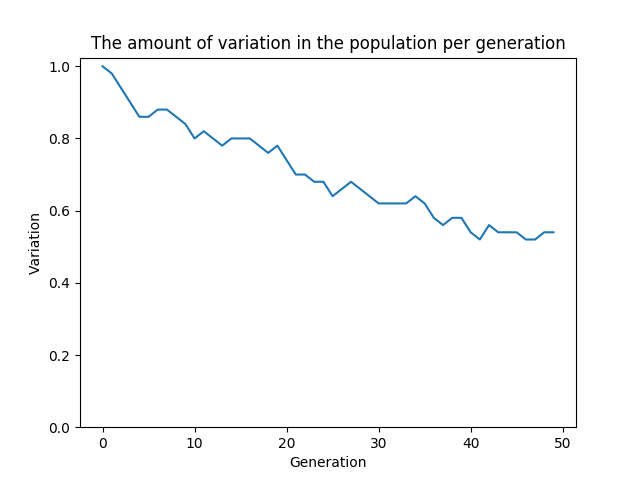 The amount of variation in the population per generation
1.0
0.8
0.6
0.4
0.2
0.0
Variation
0 10 20 30 40 50
Generation